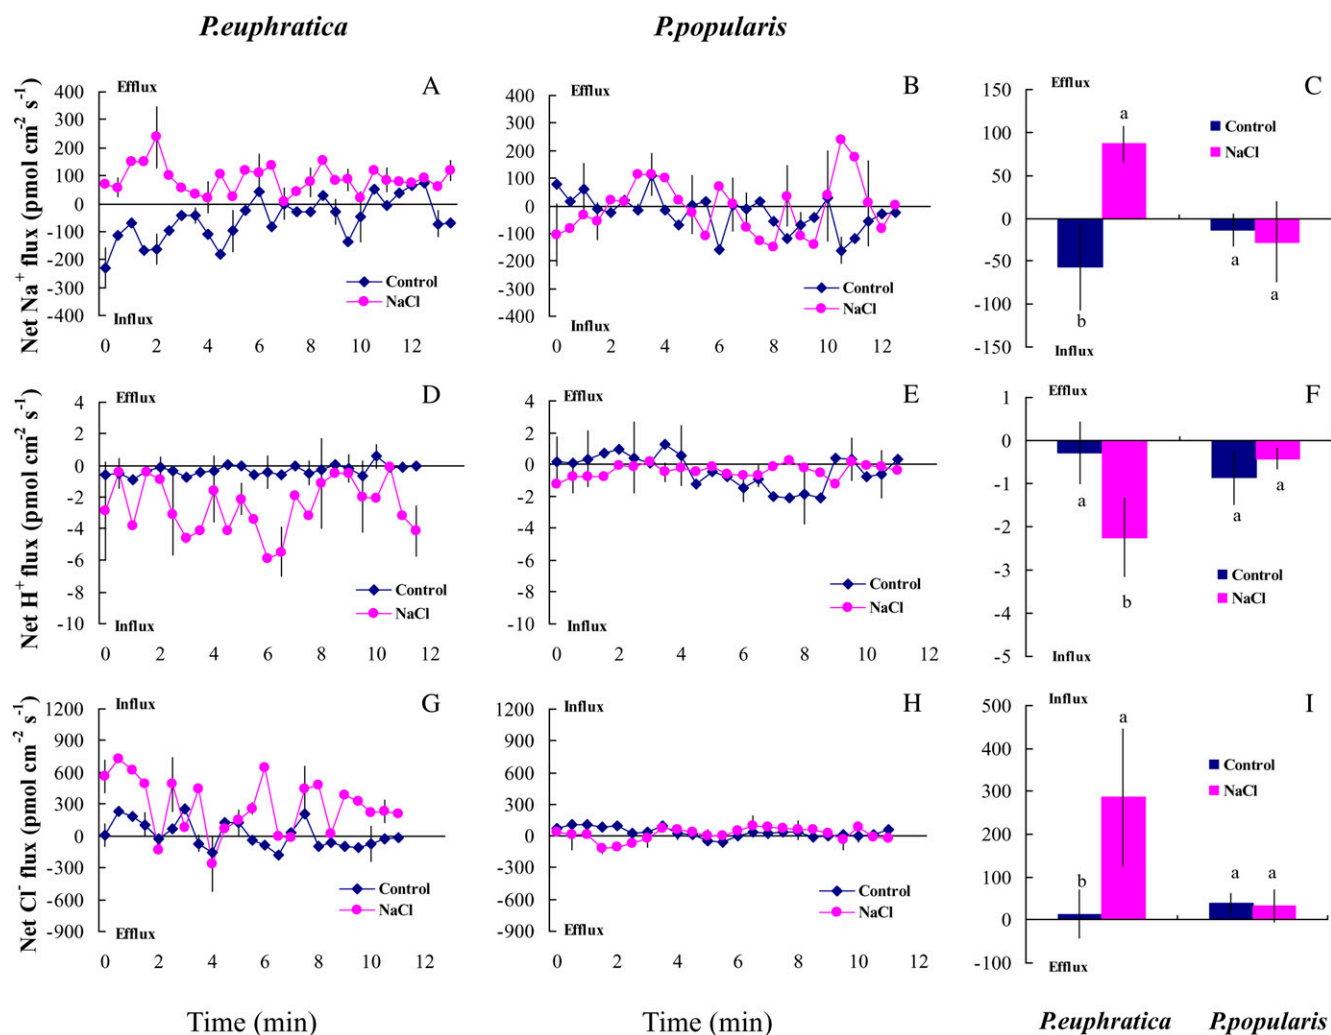 P.euphratica
P.popularis
Net Na+ flux (pmol cm-2 s-1)
Efflux
A
400
300
200
100
0
-100
-200
-300
-400
Control
NaCl
Influx
0 2 4 6 8 10 12
Efflux
B
400
300
200
100
0
-100
-200
-300
-400
Control
NaCl
Influx
0 2 4 6 8 10 12
Efflux
C
150
100
50
0
-50
-100
-150
a
b
a
a
Control
NaCl
Influx
Net H+ flux (pmol cm-2 s-1)
Efflux
D
4
2
0
-2
-4
-6
-8
-10
Control
NaCl
Influx
0 2 4 6 8 10 12
Efflux
E
4
2
0
-2
-4
-6
-8
-10
Control
NaCl
Influx
0 2 4 6 8 10 12
Efflux
F
1
0
-1
-2
-3
-4
-5
a
b
a
a
Control
NaCl
Influx
Net Cl- flux (pmol cm-2 s-1)
Influx
G
1200
900
600
300
0
-300
-600
-900
Control
NaCl
Efflux
0 2 4 6 8 10 12
Influx
H
1200
900
600
300
0
-300
-600
-900
Control
NaCl
Efflux
0 2 4 6 8 10 12
Influx
I
500
400
300
200
100
0
-100
b
a
a
a
Control
NaCl
Efflux
Time (min)
Time (min)
P.euphratica
P.popularis